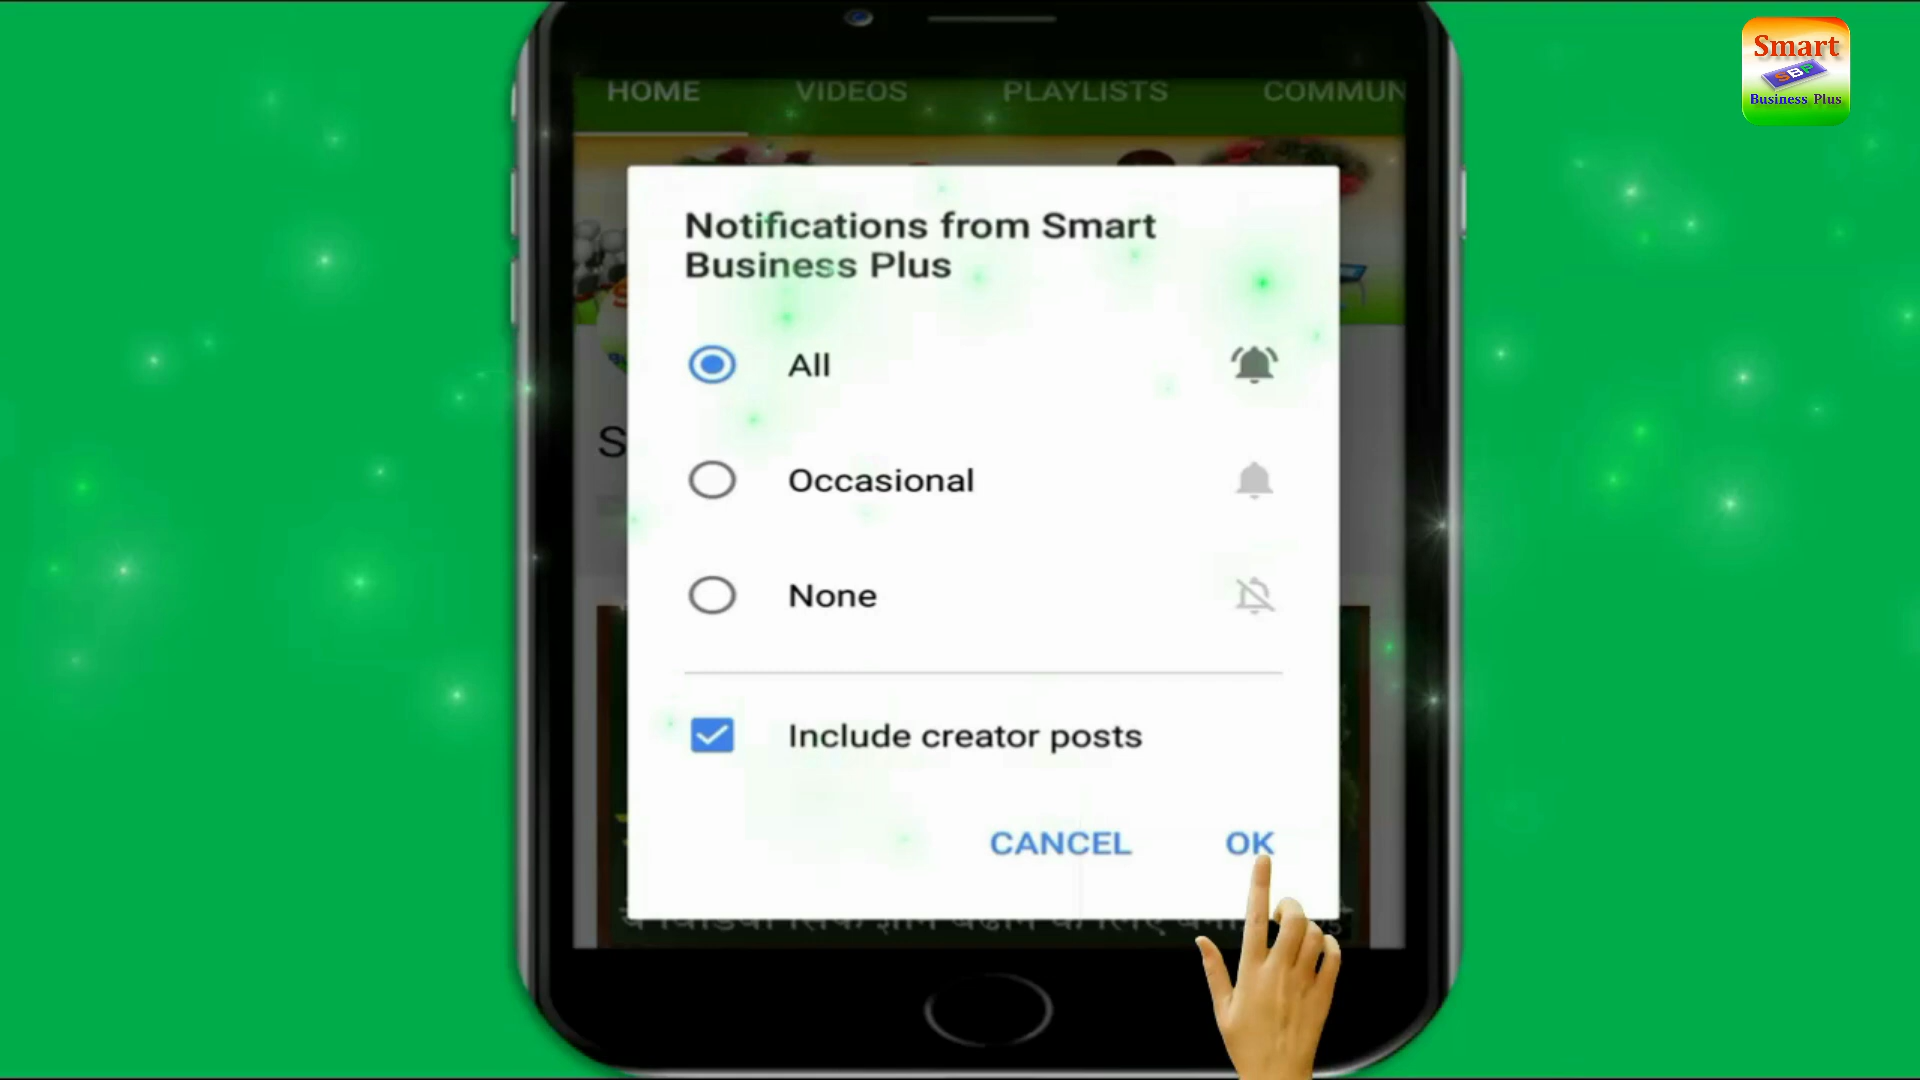 Smart
SBP
Business Plus
HOME VIDEOS PLAYLISTS COMMUN
Notifications from Smart
Business Plus
All
Occasional
None
Include creator posts
CANCEL OK